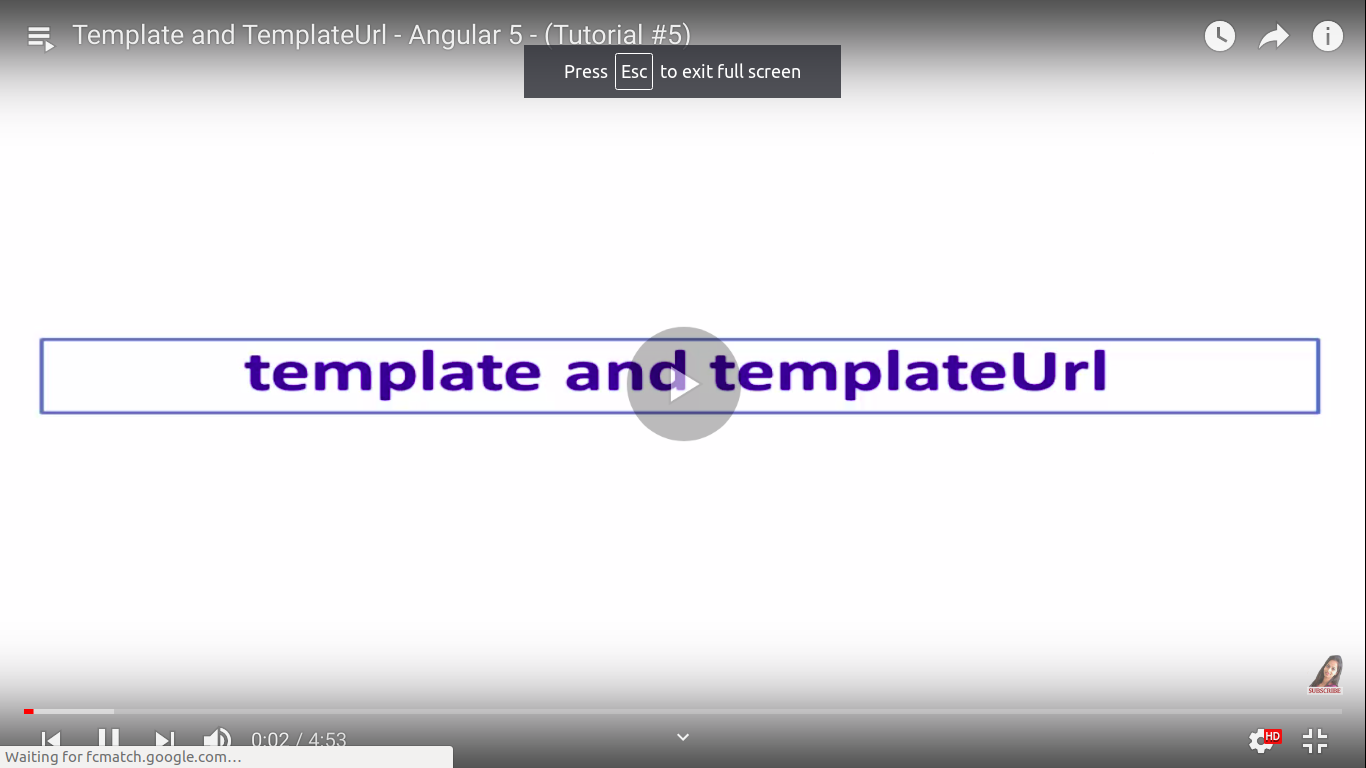 Template and TemplateUrl - Angular 5 - (Tutorial #5)
Press Esc to exit full screen
template and templateUrl
SUBSCRIBE
0:02 / 4:53
HD
Waiting for fcmatch.google.com…